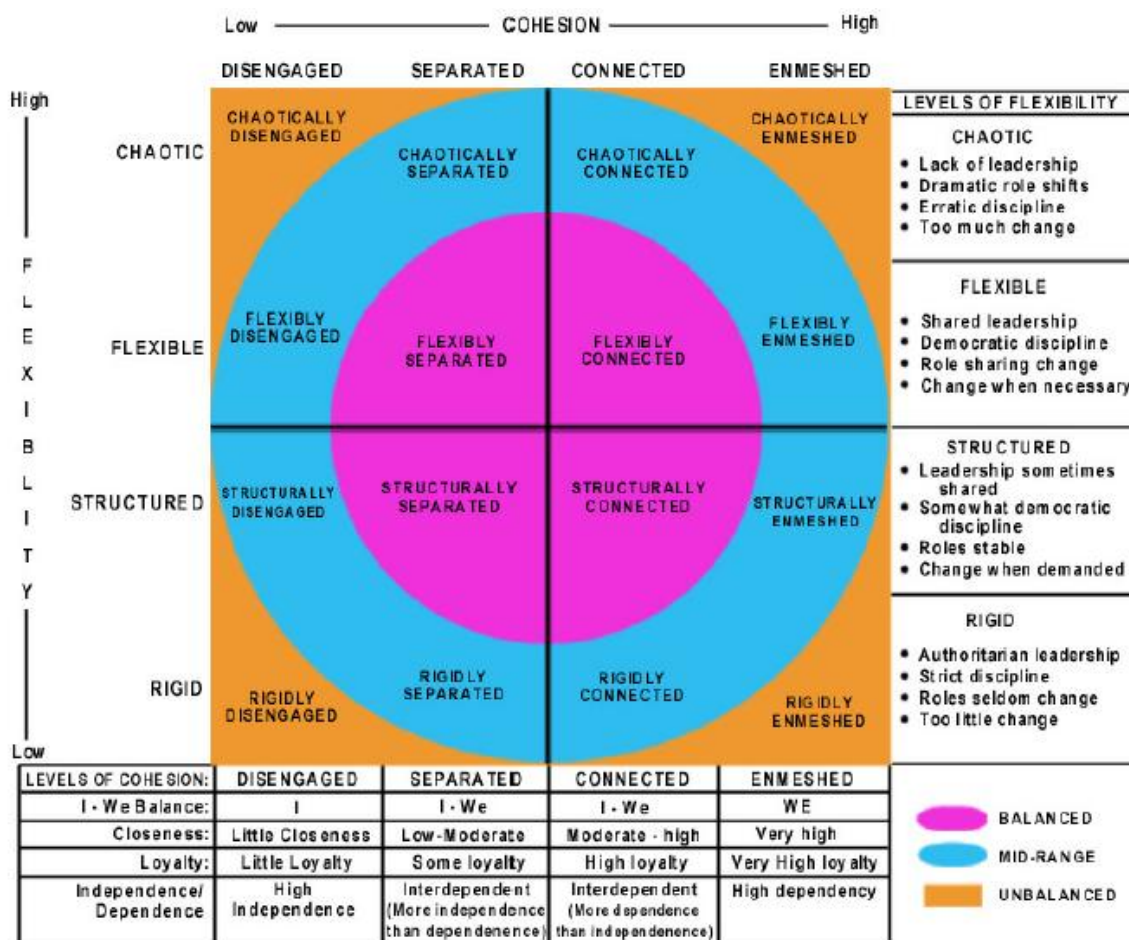 Low COHESION High
DISENGAGED SEPARATED CONNECTED ENMESHED
High
F
L
E
X
I
B
L
I
T
Y
Low
CHAOTIC
FLEXIBLE
STRUCTURED
RIGID
CHAOTICALLY
DISENGAGED
CHAOTICALLY
SEPARATED
CHAOTICALLY
CONNECTED
CHAOTICALLY
ENMESHED
FLEXIBLY
DISENGAGED
FLEXIBLY
SEPARATED
FLEXIBLY
CONNECTED
FLEXIBLY
ENMESHED
STRUCTURALLY
DISENGAGED
STRUCTURALLY
SEPARATED
STRUCTURALLY
CONNECTED
STRUCTURALLY
ENMESHED
RIGIDLY
DISENGAGED
RIGIDLY
SEPARATED
RIGIDLY
CONNECTED
RIGIDLY
ENMESHED
LEVELS OF FLEXIBILITY
CHAOTIC
• Lack of leadership
• Dramatic role shifts
• Erratic discipline
• Too much change
FLEXIBLE
• Shared leadership
• Democratic discipline
• Role sharing change
• Change when necessary
STRUCTURED
• Leadership sometimes
shared
• Somewhat democratic
discipline
• Roles stable
• Change when demanded
RIGID
• Authoritarian leadership
• Strict discipline
• Roles seldom change
• Too little change
LEVELS OF COHESION: DISENGAGED SEPARATED CONNECTED ENMESHED
I - We Balance: I I - We I - We WE
Closeness: Little Closeness Low-Moderate Moderate - high Very high
Loyalty: Little Loyalty Some loyalty High loyalty Very High loyalty
Independence/
Dependence
High
Independence
Interdependent
(More independence
than dependenence)
Interdependent
(More dependence
than independenence)
High dependency
BALANCED
MID-RANGE
UNBALANCED